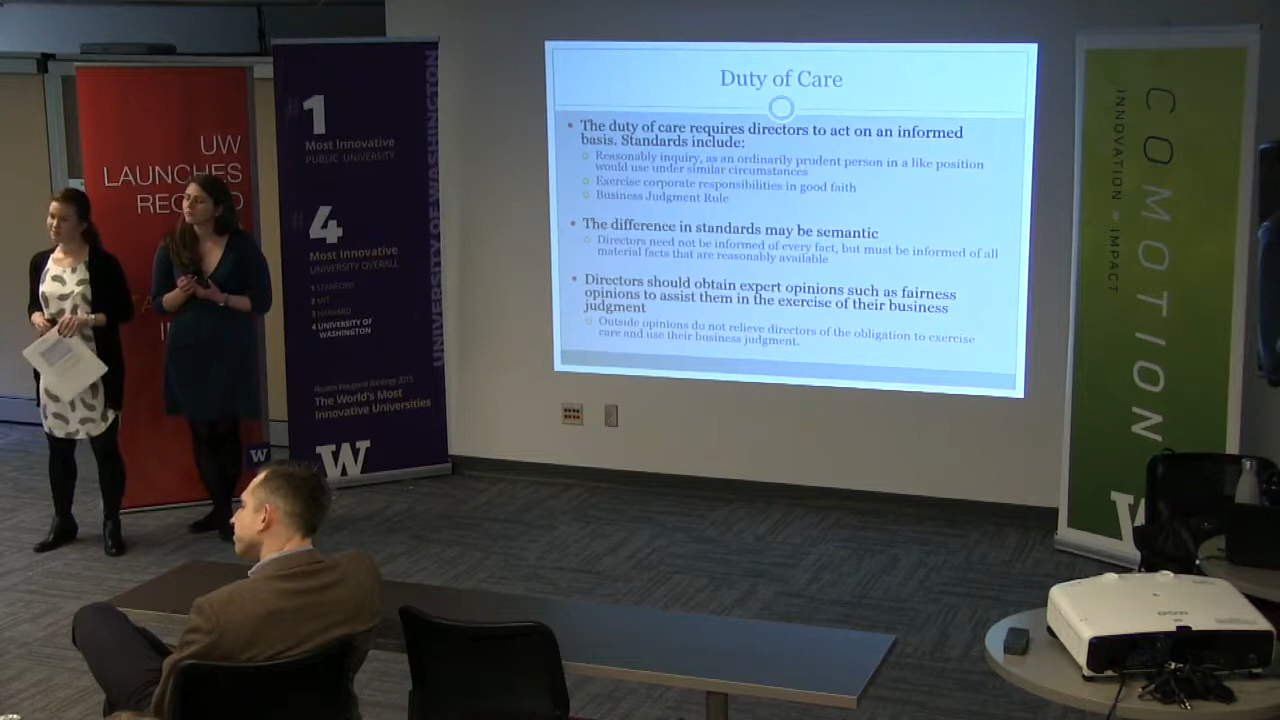 UW
LAUNCHES
1
Most Innovative
PUBLIC UNIVERSITY
4
Most Innovative
UNIVERSITY OVERALL
1 STANFORD
2 MIT
3 HARVARD
4 UNIVERSITY OF
WASHINGTON
Reuters Inaugural Rankings 2015
The World's Most
Innovative Universities
W
W
UNIVERSITY OF WASHINGTON
Duty of Care
• The duty of care requires directors to act on an informed
basis. Standards include:
Reasonably inquiry, as an ordinarily prudent person in a like position
would use under similar circumstances
Exercise corporate responsibilities in good faith
Business Judgment Rule
• The difference in standards may be semantic
Directors need not be informed of every fact, but must be informed of all
material facts that are reasonably available
• Directors should obtain expert opinions such as fairness
opinions to assist them in the exercise of their business
judgment
Outside opinions do not relieve directors of the obligation to exercise
care and use their business judgment.
COMOTION
INNOVATION » IMPACT
W
EPSON